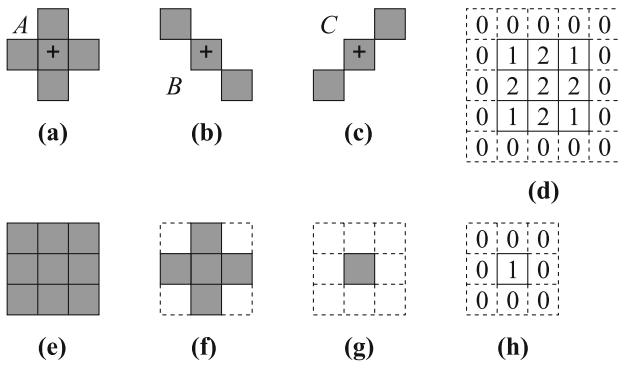 A
B
C
+
+
+
(a)
(b)
(c)
0 0 0 0 0
0 1 2 1 0
0 2 2 2 0
0 1 2 1 0
0 0 0 0 0
(d)
0 0 0
0 1 0
0 0 0
(e)
(f)
(g)
(h)